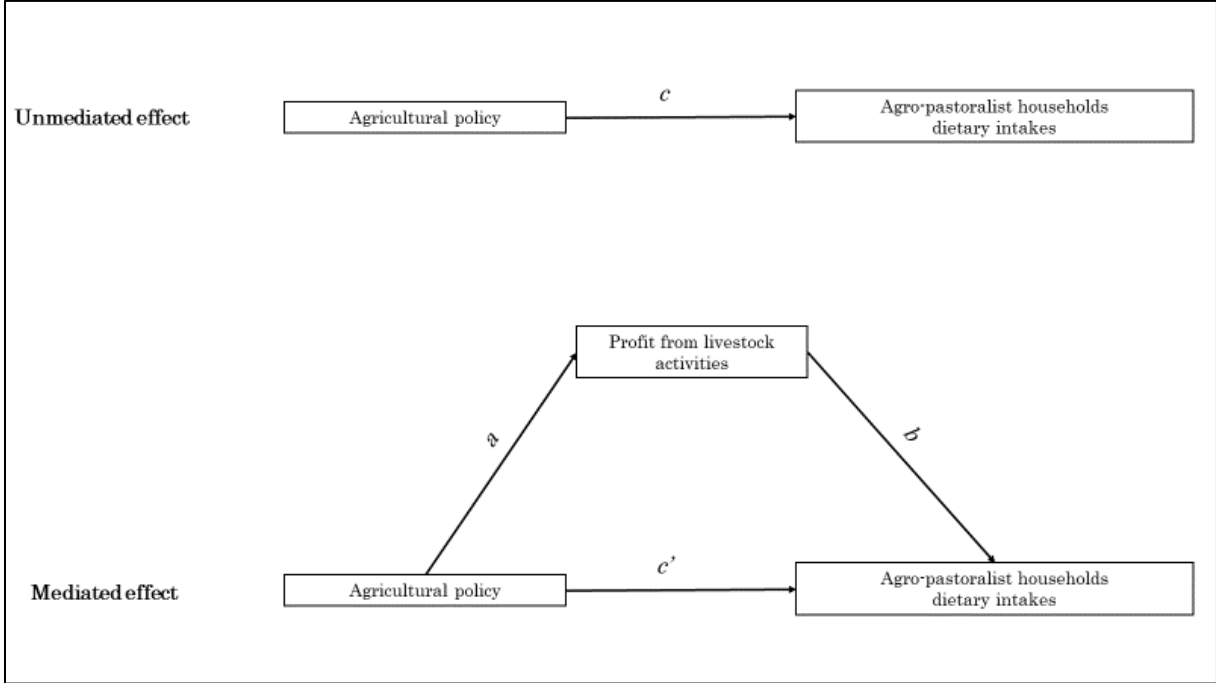 c
Unmediated effect
Agricultural policy
Agro-pastoralist households
dietary intakes
Profit from livestock
activities
a
b
c’
Mediated effect
Agricultural policy
Agro-pastoralist households
dietary intakes